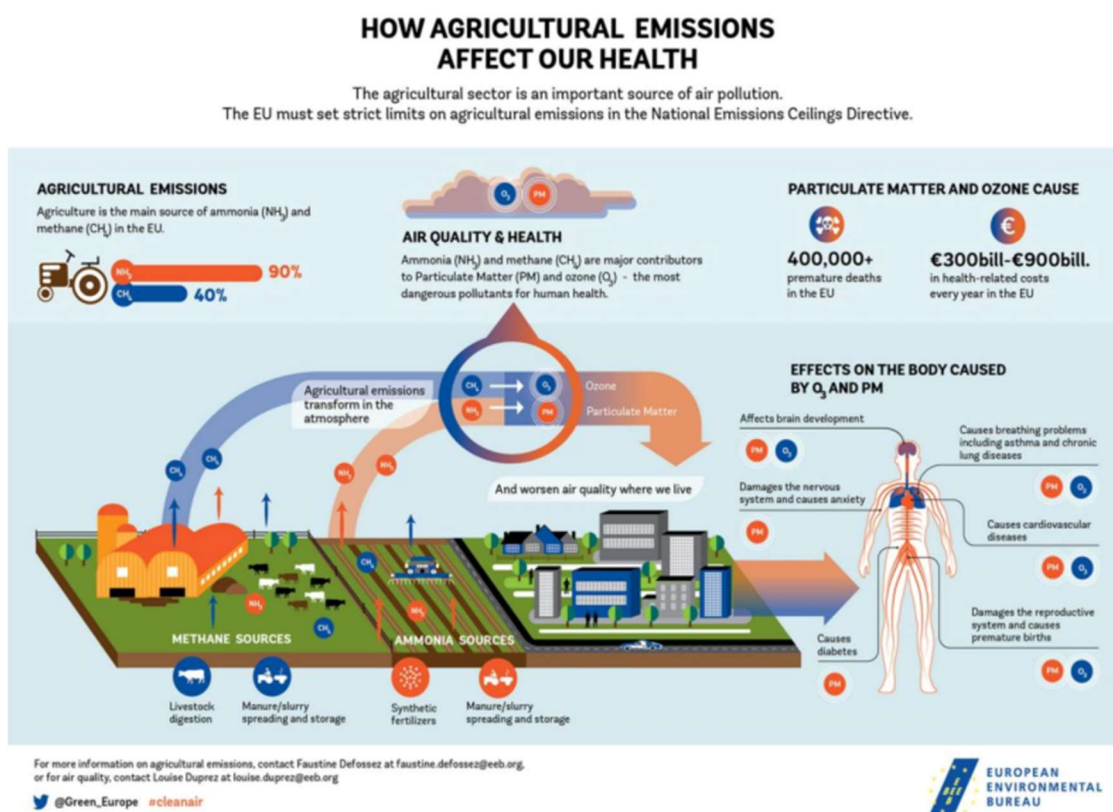 HOW AGRICULTURAL EMISSIONS
AFFECT OUR HEALTH
The agricultural sector is an important source of air pollution.
The EU must set strict limits on agricultural emissions in the National Emissions Ceilings Directive.
AGRICULTURAL EMISSIONS
Agriculture is the main source of ammonia (NH₃) and
methane (CH₄) in the EU.
NH₃ 90%
CH₄ 40%
O₃ PM
AIR QUALITY & HEALTH
Ammonia (NH₃) and methane (CH₄) are major contributors
to Particulate Matter (PM) and ozone (O₃) - the most
dangerous pollutants for human health.
PARTICULATE MATTER AND OZONE CAUSE
€
400,000+
premature deaths
in the EU
€300bill-€900bill.
in health-related costs
every year in the EU
Agricultural emissions
transform in the
atmosphere
CH₄ O₃ Ozone
NH₃ PM Particulate Matter
And worsen air quality where we live
CH₄
CH₄
NH₃
NH₃
CH₄
NH₃
NH₃
CH₄
METHANE SOURCES
Livestock
digestion
Manure/slurry
spreading and storage
AMMONIA SOURCES
Synthetic
fertilizers
Manure/slurry
spreading and storage
EFFECTS ON THE BODY CAUSED
BY O₃ AND PM
Affects brain development
PM O₃
Damages the nervous
system and causes anxiety
PM
Causes
diabetes
PM
Causes breathing problems
including asthma and chronic
lung diseases
PM O₃
Causes cardiovascular
diseases
PM O₃
Damages the reproductive
system and causes
premature births
PM O₃
For more information on agricultural emissions, contact Faustine Defossez at faustine.defossez@eeb.org,
or for air quality, contact Louise Duprez at louise.duprez@eeb.org
@Green_Europe #cleanair
EEB
EUROPEAN
ENVIRONMENTAL
BUREAU